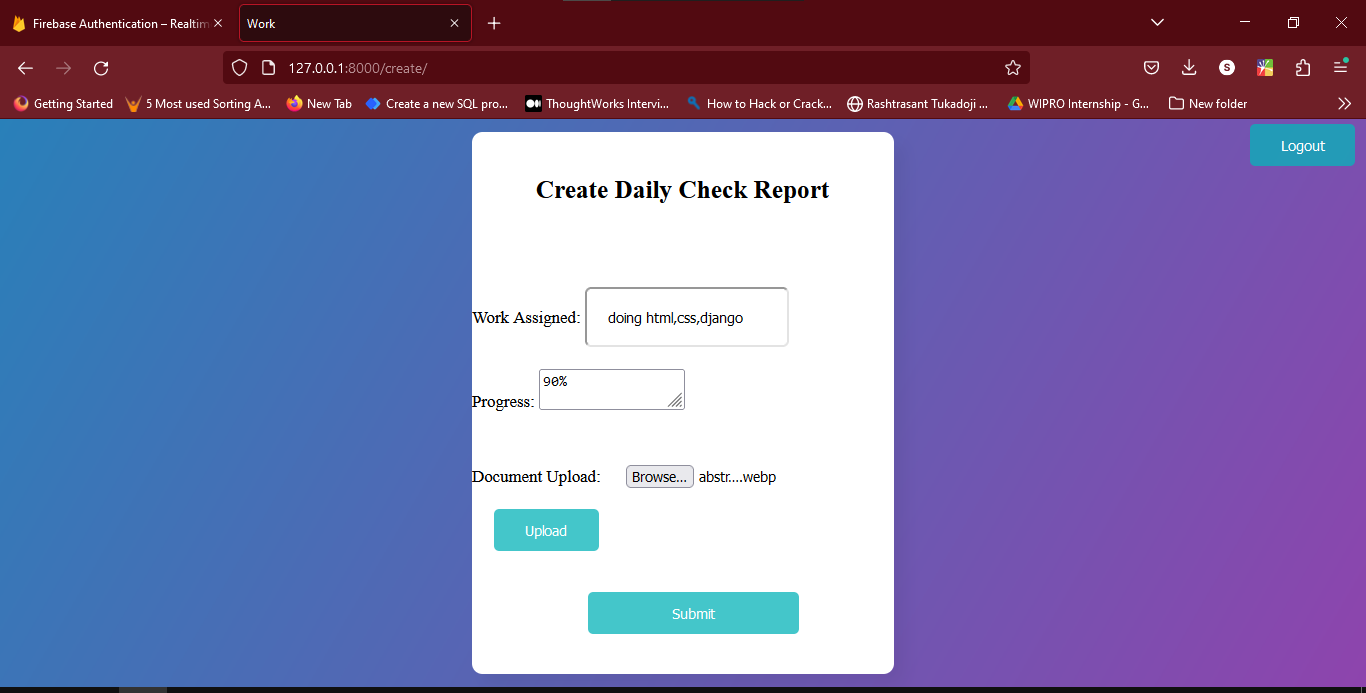 Firebase Authentication – Realtim
Work
127.0.0.1:8000/create/
S
Getting Started
5 Most used Sorting A...
New Tab
Create a new SQL pro...
ThoughtWorks Intervi...
How to Hack or Crack...
Rashtrasant Tukadoji ...
WIPRO Internship - G...
New folder
Logout
Create Daily Check Report
Work Assigned: doing html,css,django
Progress: 90%
Document Upload: Browse... abstr....webp
Upload
Submit